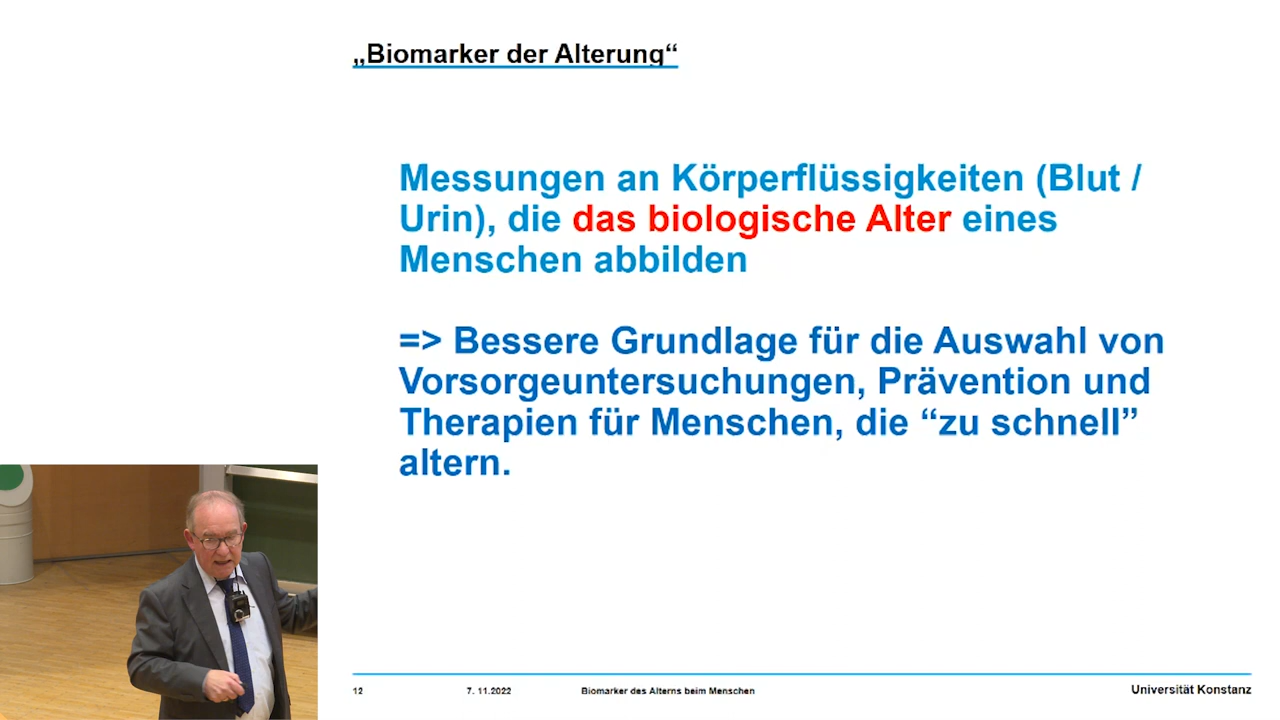 „Biomarker der Alterung“
Messungen an Körperflüssigkeiten (Blut /
Urin), die das biologische Alter eines
Menschen abbilden
=> Bessere Grundlage für die Auswahl von
Vorsorgeuntersuchungen, Prävention und
Therapien für Menschen, die “zu schnell”
altern.
12 7. 11.2022 Biomarker des Alterns beim Menschen Universität Konstanz